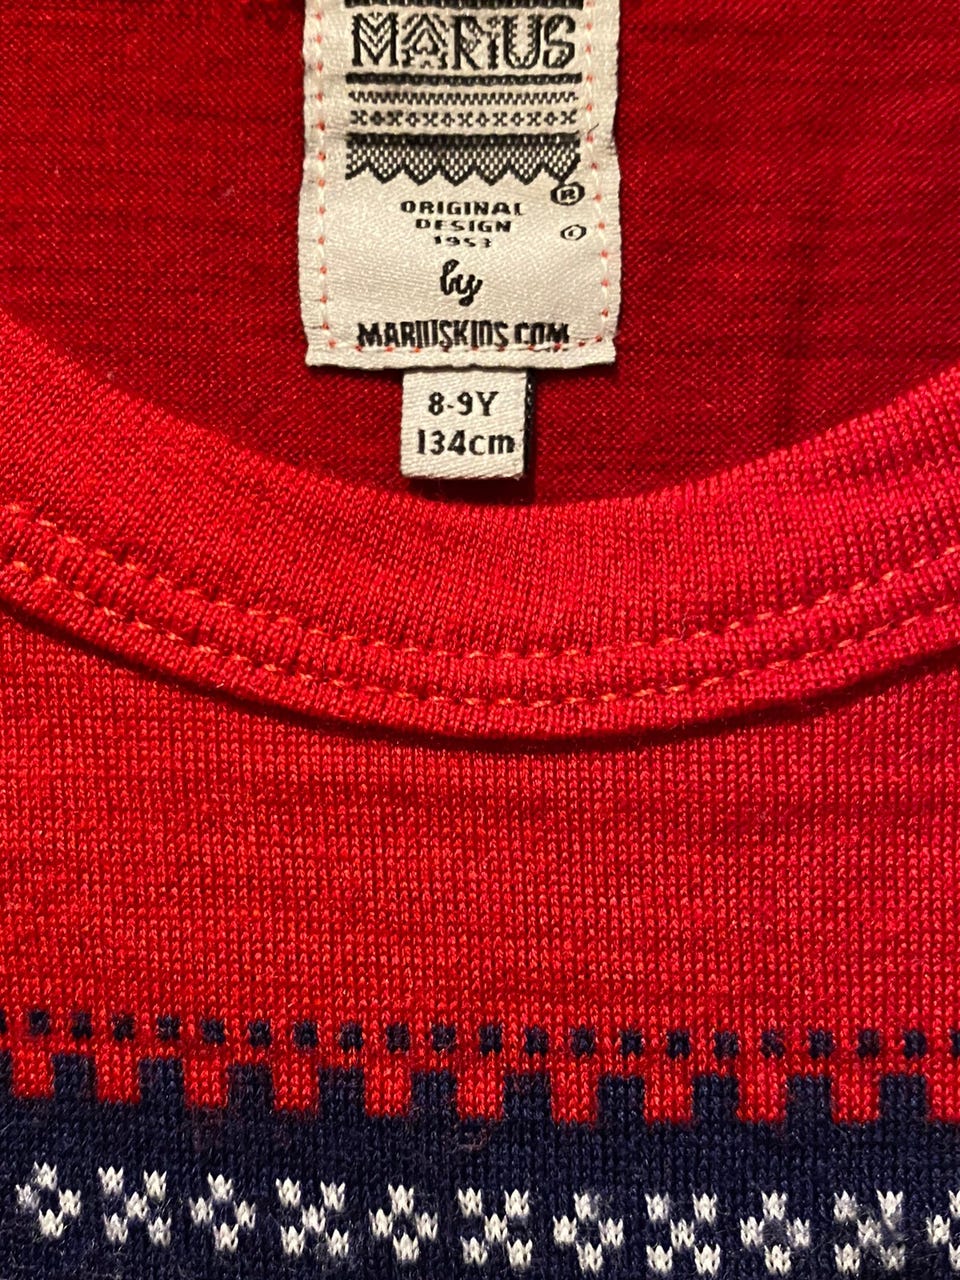 MARIUS
®
ORIGINAL
DESIGN
1953
by
MARIUSKIDS.COM
8-9Y
134cm